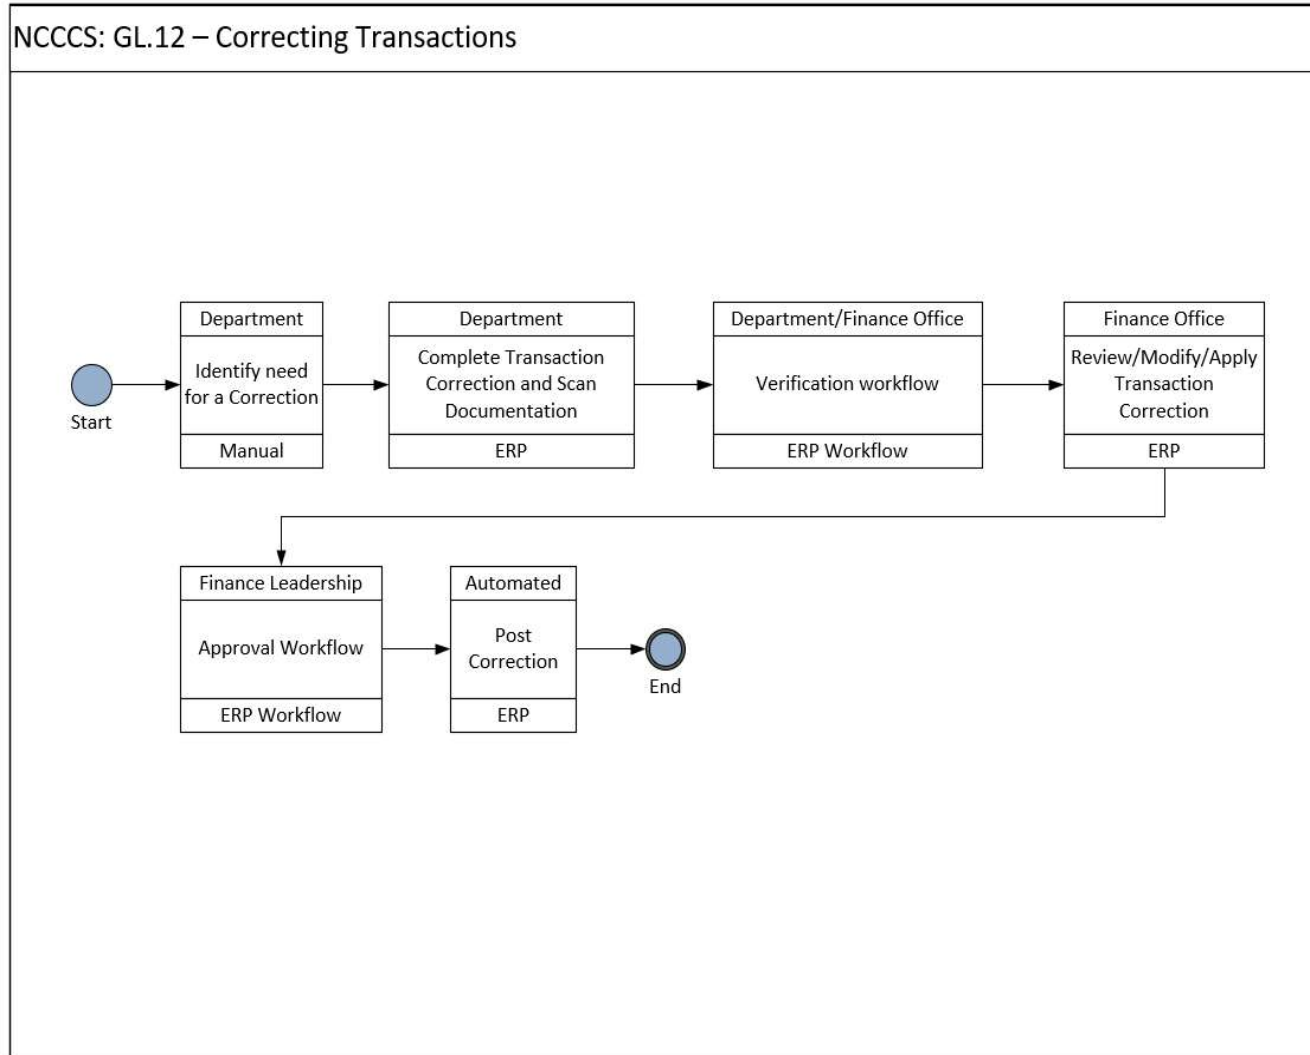 NCCCS: GL.12 – Correcting Transactions
Department
Identify need
for a Correction
Manual
Department
Complete Transaction
Correction and Scan
Documentation
ERP
Department/Finance Office
Verification workflow
ERP Workflow
Finance Office
Review/Modify/Apply
Transaction
Correction
ERP
Start
Finance Leadership
Approval Workflow
ERP Workflow
Automated
Post
Correction
ERP
End